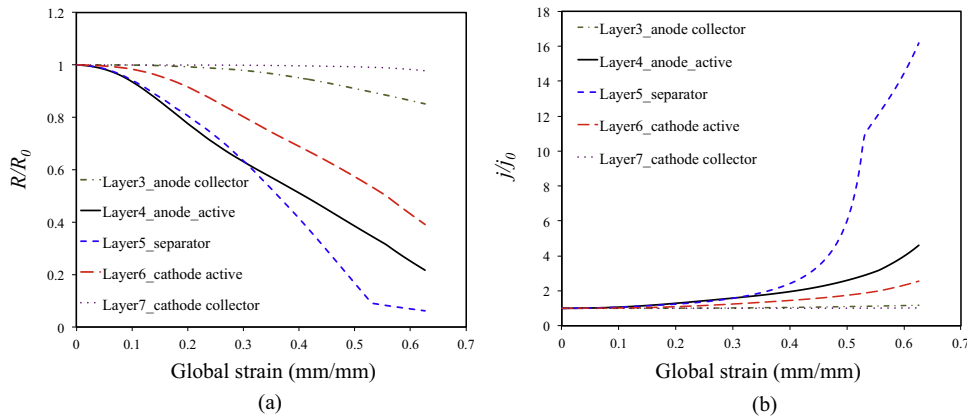 R/R0
1.2
1
0.8
0.6
0.4
0.2
0
Layer3_anode collector
Layer4_anode_active
Layer5_separator
Layer6_cathode active
Layer7_cathode collector
0 0.1 0.2 0.3 0.4 0.5 0.6 0.7
Global strain (mm/mm)
(a)
j/j0
18
16
14
12
10
8
6
4
2
0
Layer3_anode collector
Layer4_anode_active
Layer5_separator
Layer6_cathode active
Layer7_cathode collector
0 0.1 0.2 0.3 0.4 0.5 0.6 0.7
Global strain (mm/mm)
(b)